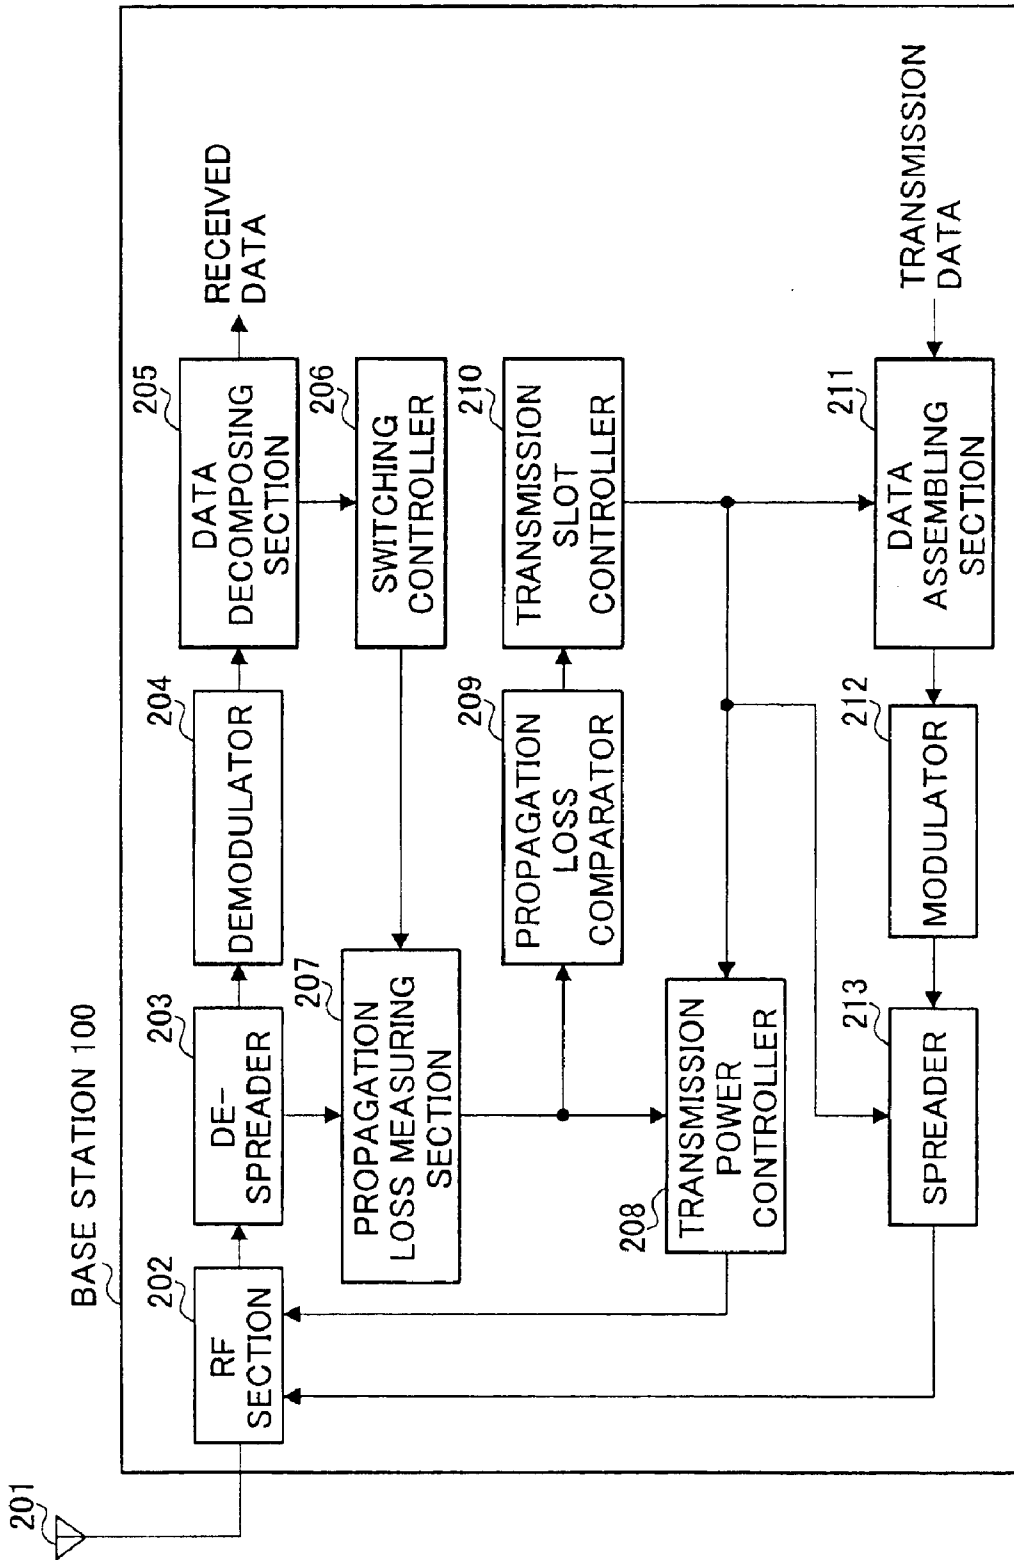 BASE STATION 100
201
202
RF
SECTION
203
DE-
SPREADER
204
DEMODULATOR
205
DATA
DECOMPOSING
SECTION
RECEIVED
DATA
206
SWITCHING
CONTROLLER
207
PROPAGATION
LOSS MEASURING
SECTION
209
PROPAGATION
LOSS
COMPARATOR
210
TRANSMISSION
SLOT
CONTROLLER
208
TRANSMISSION
POWER
CONTROLLER
213
SPREADER
212
MODULATOR
211
DATA
ASSEMBLING
SECTION
TRANSMISSION
DATA